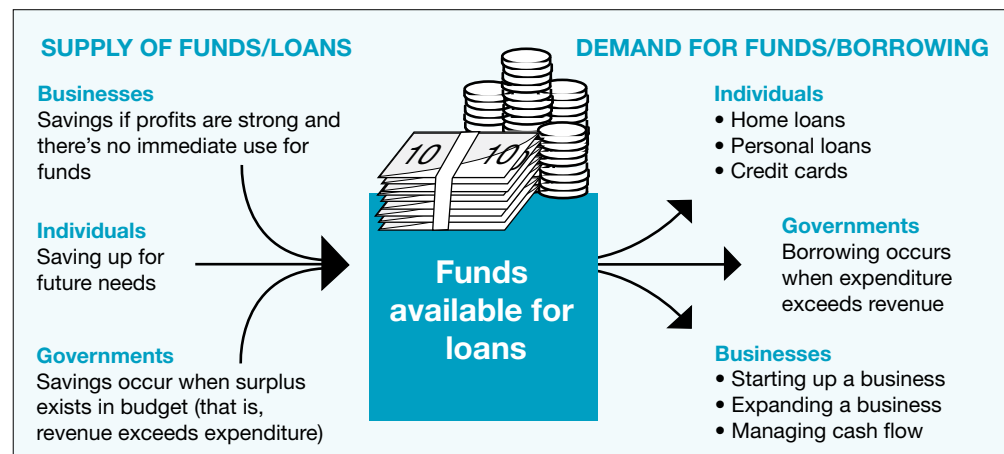 SUPPLY OF FUNDS/LOANS
Businesses
Savings if profits are strong and
there's no immediate use for
funds
Individuals
Saving up for
future needs
Governments
Savings occur when surplus
exists in budget (that is,
revenue exceeds expenditure)
10 10
Funds
available for
loans
DEMAND FOR FUNDS/BORROWING
Individuals
• Home loans
• Personal loans
• Credit cards
Governments
Borrowing occurs
when expenditure
exceeds revenue
Businesses
• Starting up a business
• Expanding a business
• Managing cash flow